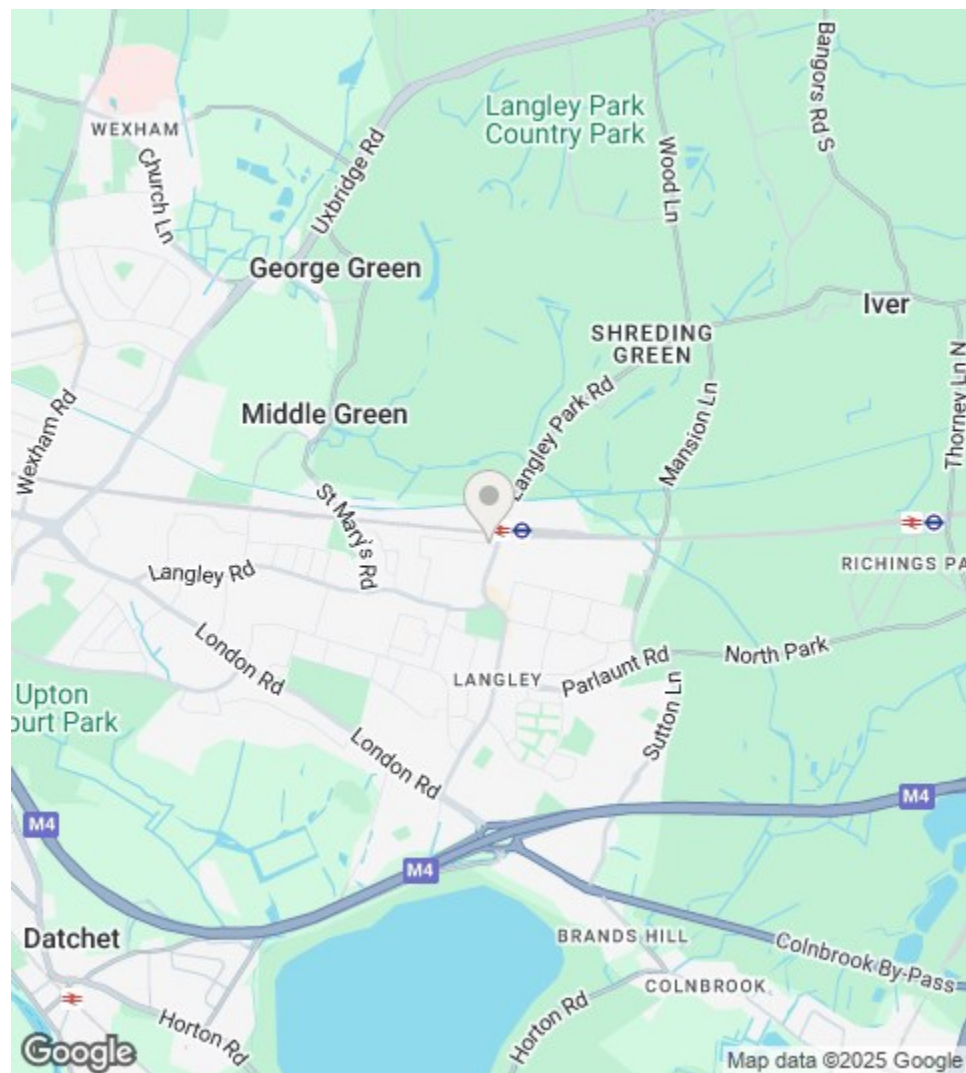 Bangors Rd S
Langley Park
Country Park
WEXHAM
Uxbridge Rd
Wood Ln
Church Ln
George Green
Iver
SHREDING
GREEN
Thorney Ln N
Langley Park Rd
Mansion Ln
Middle Green
Wexham Rd
St Mary's Rd
RICHINGS PA
Langley Rd
London Rd
North Park
Parlaunt Rd
LANGLEY
Sutton Ln
Upton
ourt Park
London Rd
M4
M4
M4
Datchet
BRANDS HILL
Colnbrook By-Pass
COLNBROOK
Horton Rd
Horton Rd
Google
Map data ©2025 Google